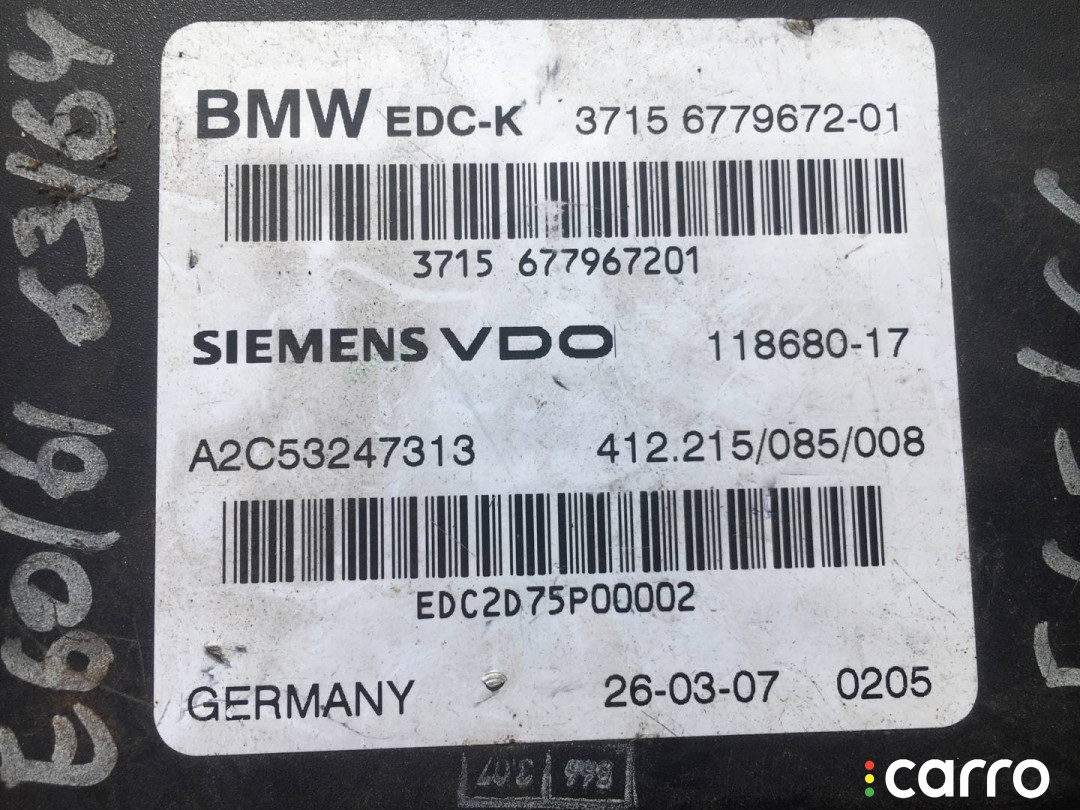 BMW EDC-K 3715 6779672-01
3715 677967201
SIEMENS VDO 118680-17
A2C53247313 412.215/085/008
EDC2D75P00002
GERMANY 26-03-07 0205
E60/61 63/64
carro